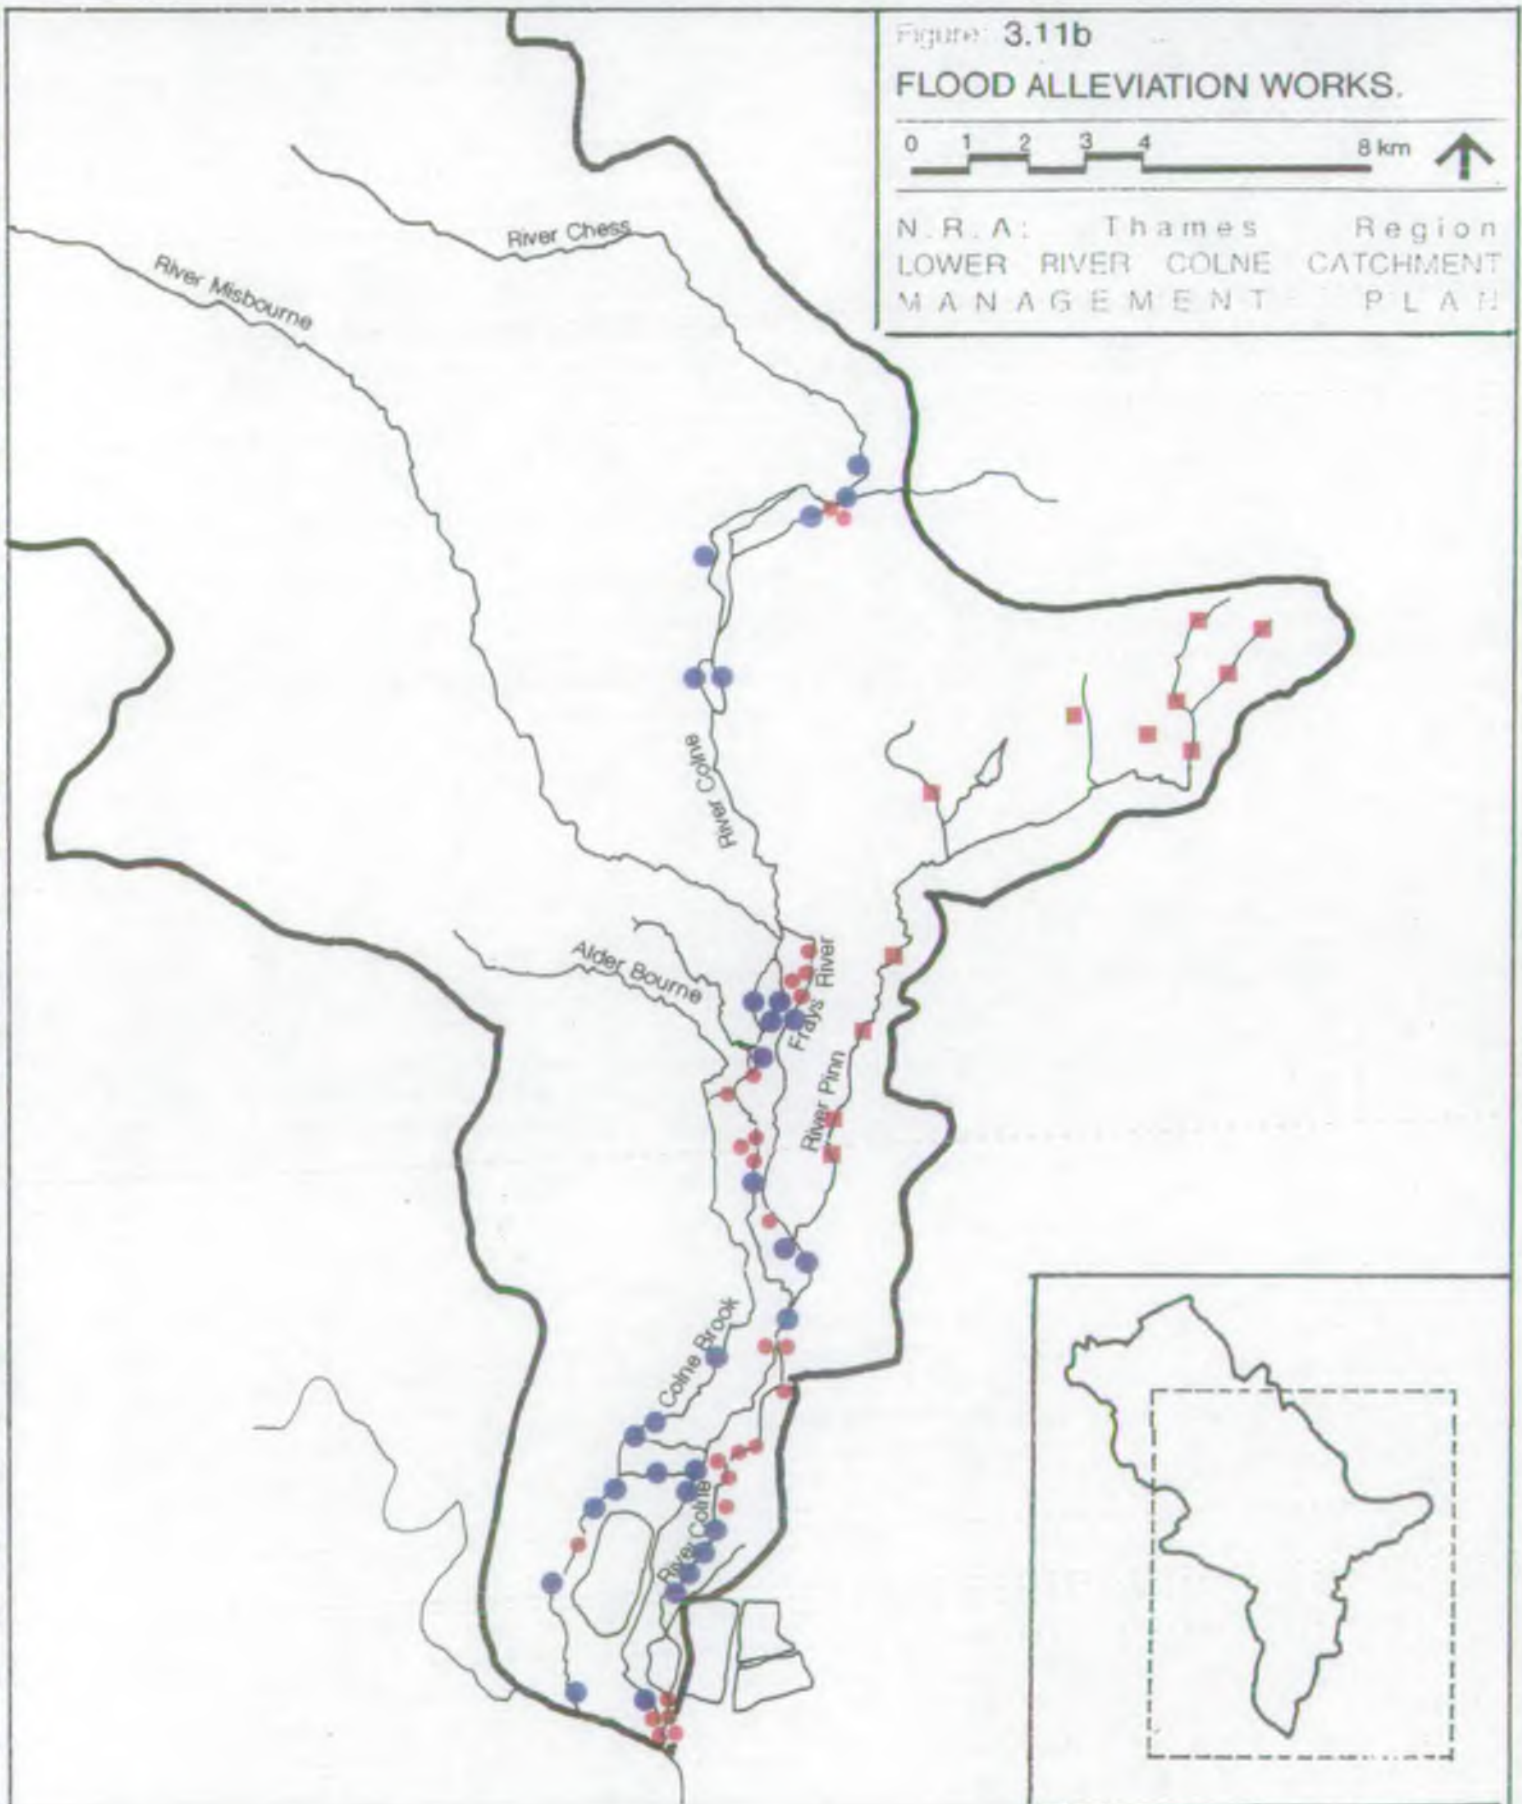 Figure: 3.11b
FLOOD ALLEVIATION WORKS.
0 1 2 3 4 8 km
N.R.A: Thames Region
LOWER RIVER COLNE CATCHMENT
MANAGEMENT PLAN
River Chess
River Misbourne
River Colne
Alder Bourne
Frays River
River Pinn
Colne Brook
River Colne